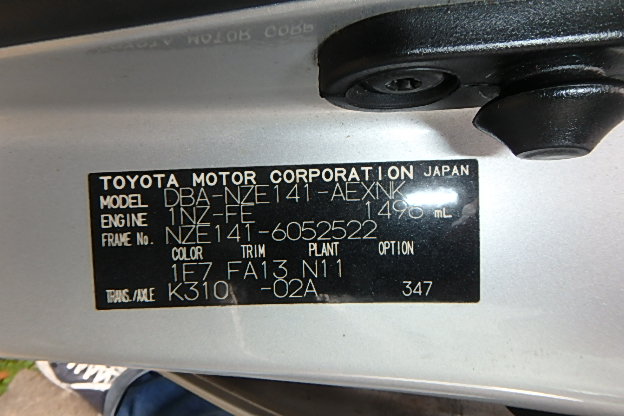 TOYOTA MOTOR CORPORATION JAPAN
MODEL DBA-NZE141-AEXNK
ENGINE 1NZ-FE 1496 mL
FRAME No. NZE141-6052522
COLOR TRIM PLANT OPTION
1F7 FA13 N11
TRANS./AXLE K310 -02A 347